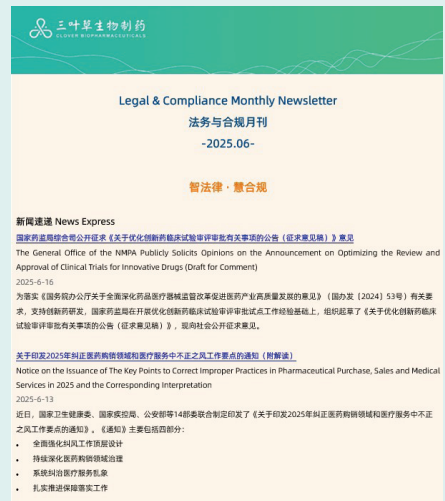 三叶草生物制药
CLOVER BIOPHARMACEUTICALS
Legal & Compliance Monthly Newsletter
法务与合规月刊
-2025.06-
智法律 · 慧合规
新闻速递 News Express
国家药监局综合司公开征求《关于优化创新药临床试验审评审批有关事项的公告（征求意见稿）》意见
The General Office of the NMPA Publicly Solicits Opinions on the Announcement on Optimizing the Review and
Approval of Clinical Trials for Innovative Drugs (Draft for Comment)
2025-6-16
为落实《国务院办公厅关于全面深化药品医疗器械监管改革促进医药产业高质量发展的意见》（国办发〔2024〕53号）有关要
求，支持创新药研发，国家药监局在开展优化创新药临床试验审评审批试点工作经验基础上，组织起草了《关于优化创新药临床
试验审评审批有关事项的公告（征求意见稿）》，现向社会公开征求意见。
关于印发2025年纠正医药购销领域和医疗服务中不正之风工作要点的通知（附解读）
Notice on the Issuance of The Key Points to Correct Improper Practices in Pharmaceutical Purchase, Sales and Medical
Services in 2025 and the Corresponding Interpretation
2025-6-13
近日，国家卫生健康委、国家疾控局、公安部等14部委联合制定印发了《关于印发2025年纠正医药购销领域和医疗服务中不正
之风工作要点的通知》。《通知》主要包括四部分：
• 全面强化纠风工作顶层设计
• 持续深化医药购销领域治理
• 系统纠治医疗服务乱象
• 扎实推进保障落实工作